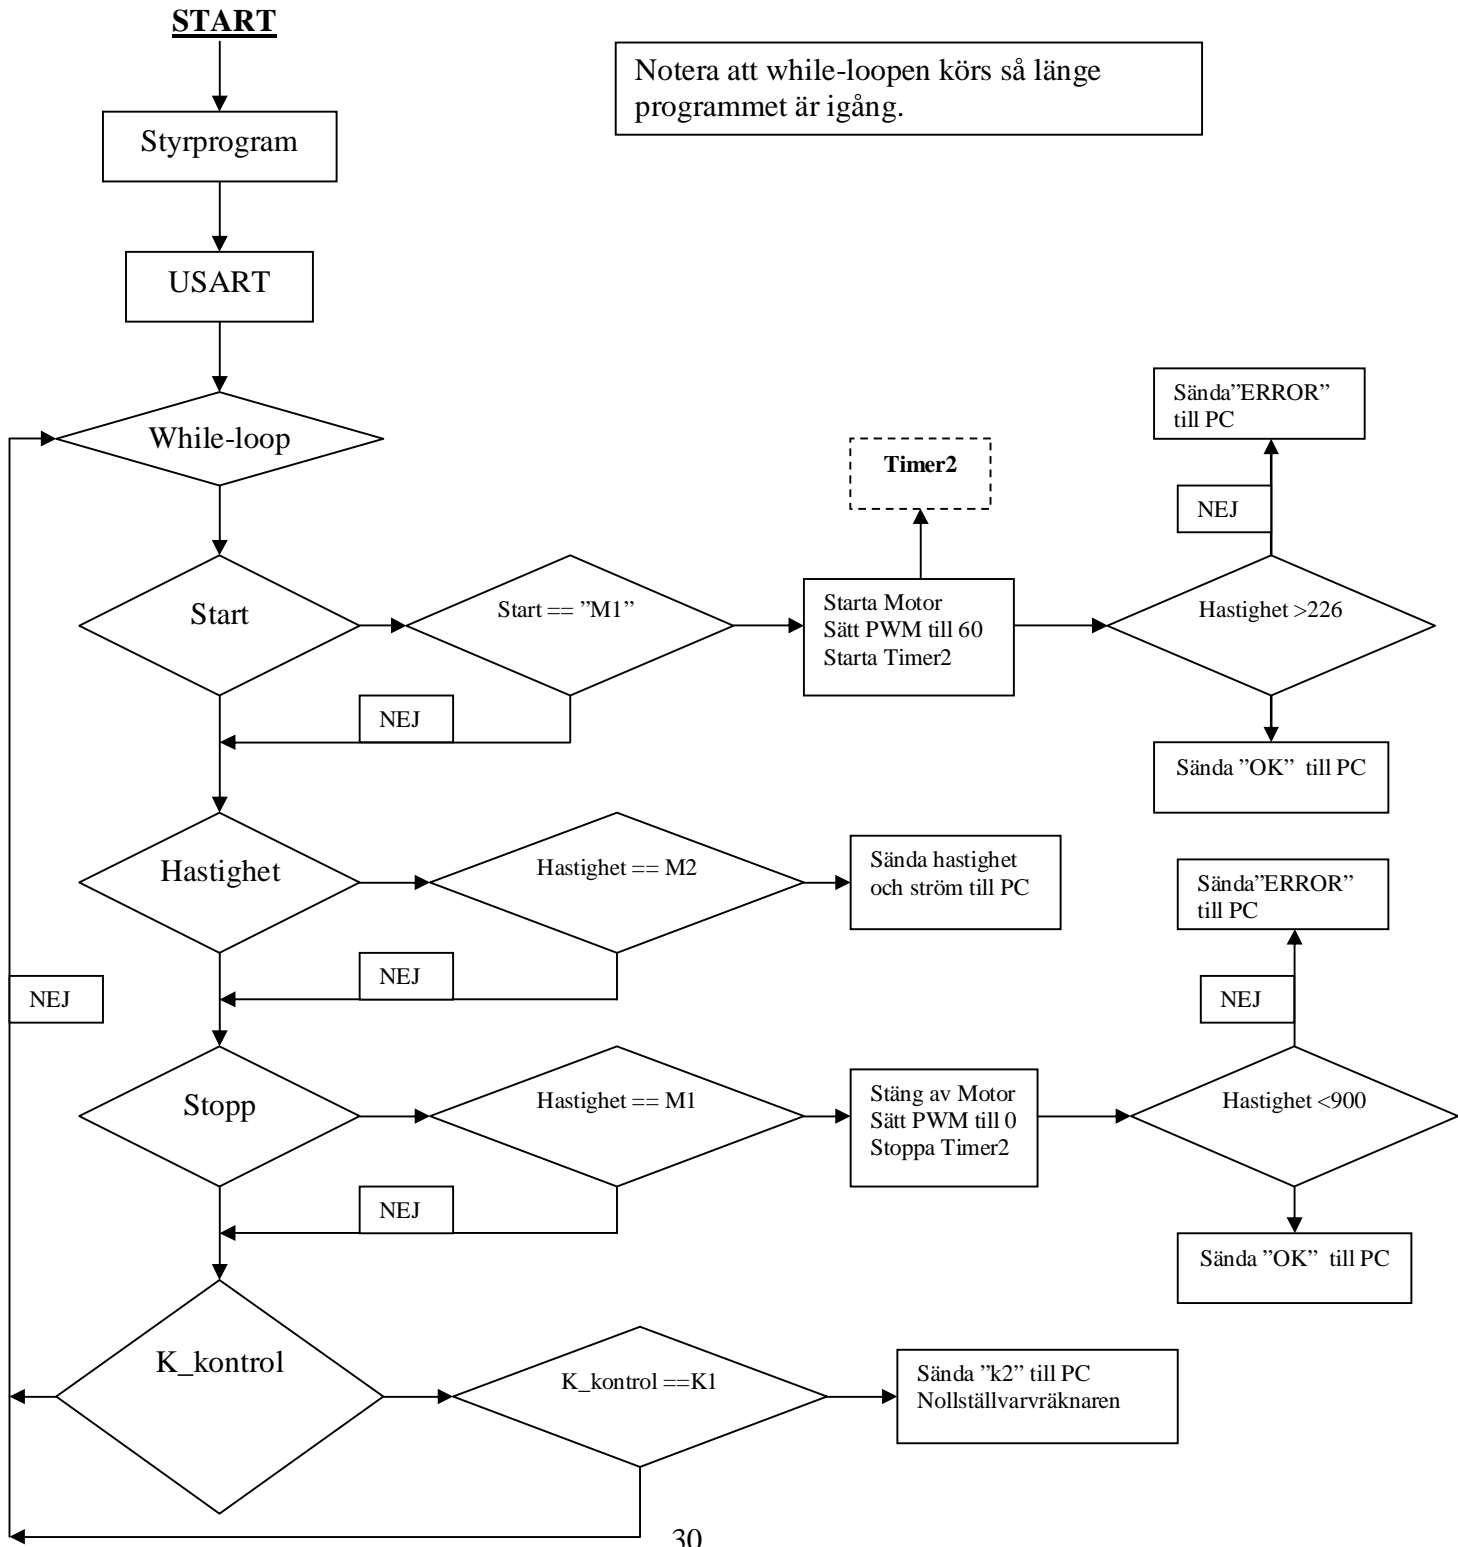 START
Notera att while-loopen körs så länge
programmet är igång.
Styrprogram
USART
While-loop
Timer2
Sända”ERROR”
till PC
NEJ
Start
Start == ”M1”
Starta Motor
Sätt PWM till 60
Starta Timer2
Hastighet >226
NEJ
Sända ”OK” till PC
Hastighet
Hastighet == M2
Sända hastighet
och ström till PC
Sända”ERROR”
till PC
NEJ
NEJ
NEJ
Stopp
Hastighet == M1
Stäng av Motor
Sätt PWM till 0
Stoppa Timer2
Hastighet <900
NEJ
Sända ”OK” till PC
K_kontrol
K_kontrol ==K1
Sända ”k2” till PC
Nollställvarvräknaren
30